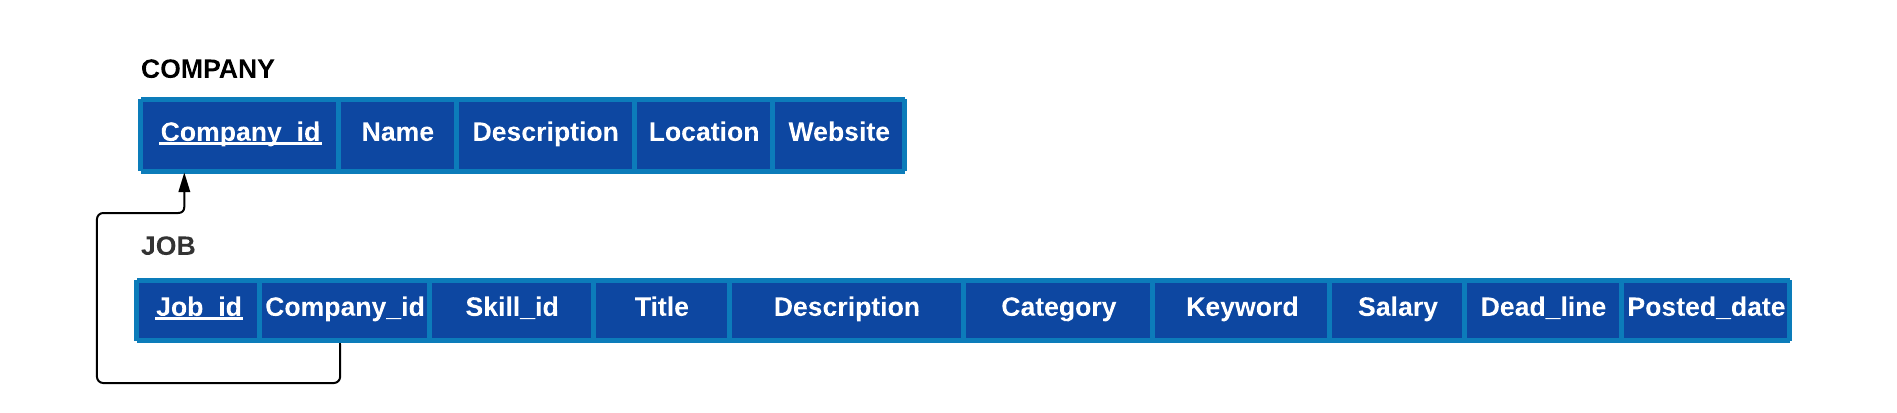 COMPANY
Company_id Name Description Location Website
JOB
Job_id Company_id Skill_id Title Description Category Keyword Salary Dead_line Posted_date